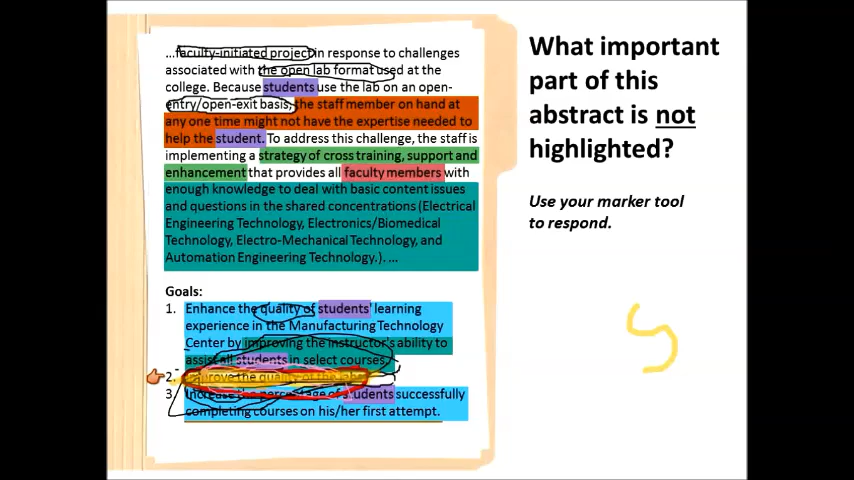 ...faculty-initiated project in response to challenges
associated with the open lab format used at the
college. Because students use the lab on an open-
entry/open-exit basis, the staff member on hand at
any one time might not have the expertise needed to
help the student. To address this challenge, the staff is
implementing a strategy of cross training, support and
enhancement that provides all faculty members with
enough knowledge to deal with basic content issues
and questions in the shared concentrations (Electrical
Engineering Technology, Electronics/Biomedical
Technology, Electro-Mechanical Technology, and
Automation Engineering Technology.). ...
Goals:
1. Enhance the quality of students' learning
experience in the Manufacturing Technology
Center by improving the instructor's ability to
assist all students in select courses.
2. Improve the quality of the labs.
3. Increase the percentage of students successfully
completing courses on his/her first attempt.
What important
part of this
abstract is not
highlighted?
Use your marker tool
to respond.